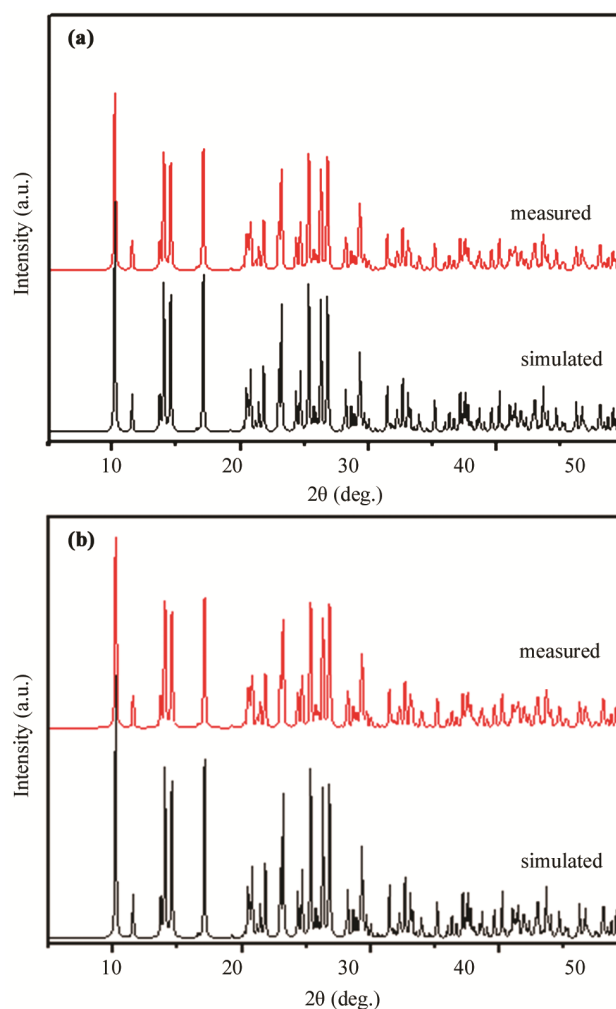 (a)
Intensity (a.u.)
measured
simulated
10 20 30 40 50
2θ (deg.)
(b)
Intensity (a.u.)
measured
simulated
10 20 30 40 50
2θ (deg.)